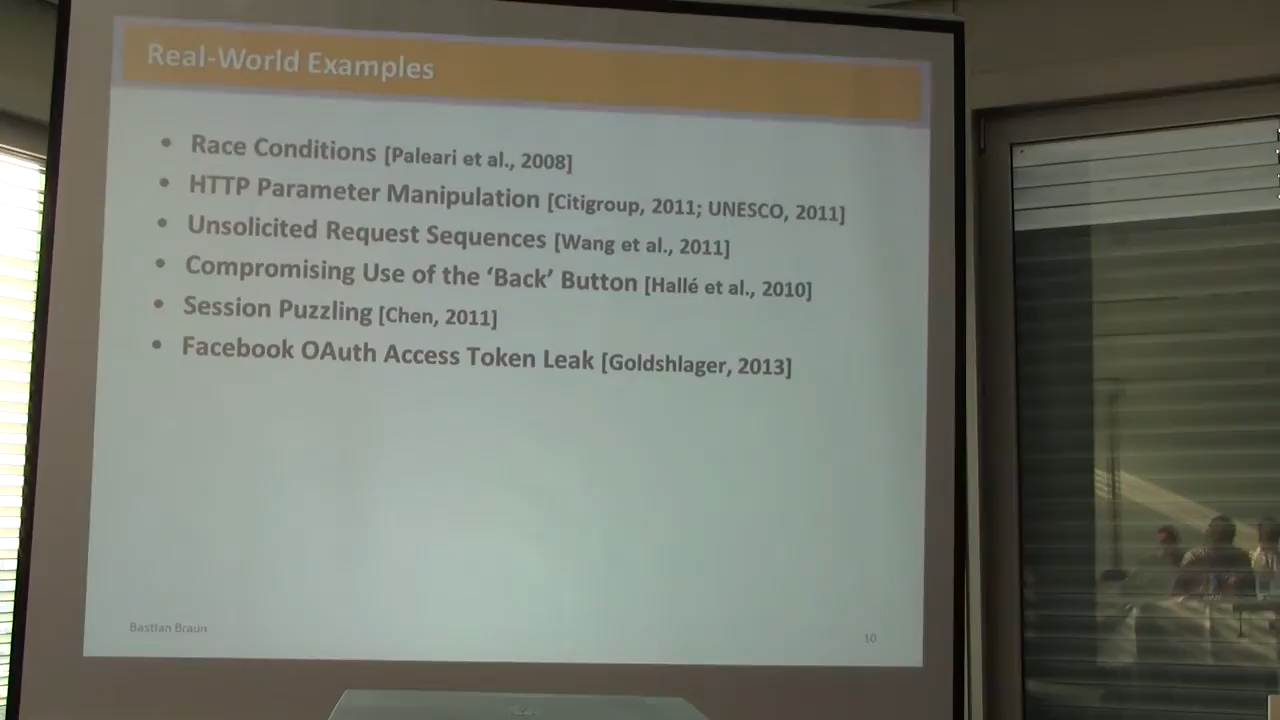 Real-World Examples
• Race Conditions [Paleari et al., 2008]
• HTTP Parameter Manipulation [Citigroup, 2011; UNESCO, 2011]
• Unsolicited Request Sequences [Wang et al., 2011]
• Compromising Use of the ‘Back’ Button [Hallé et al., 2010]
• Session Puzzling [Chen, 2011]
• Facebook OAuth Access Token Leak [Goldshlager, 2013]
Bastian Braun
10